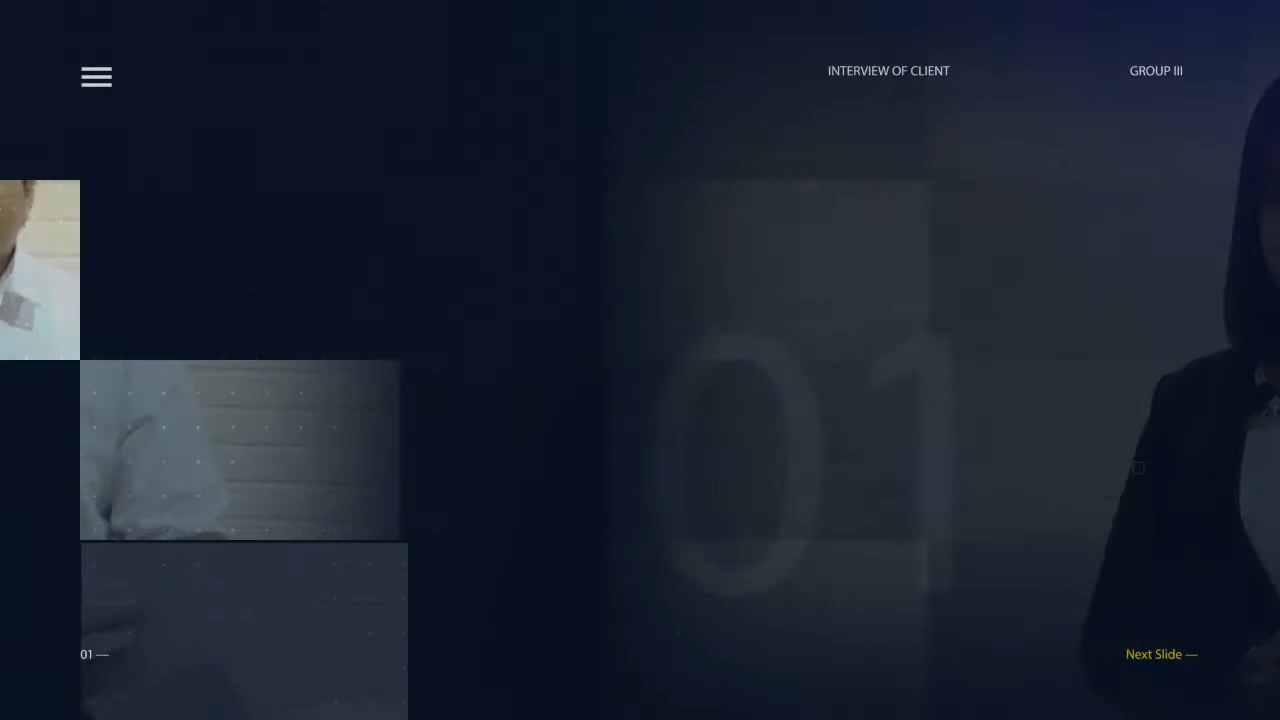 INTERVIEW OF CLIENT
GROUP III
01
01 —
Next Slide —